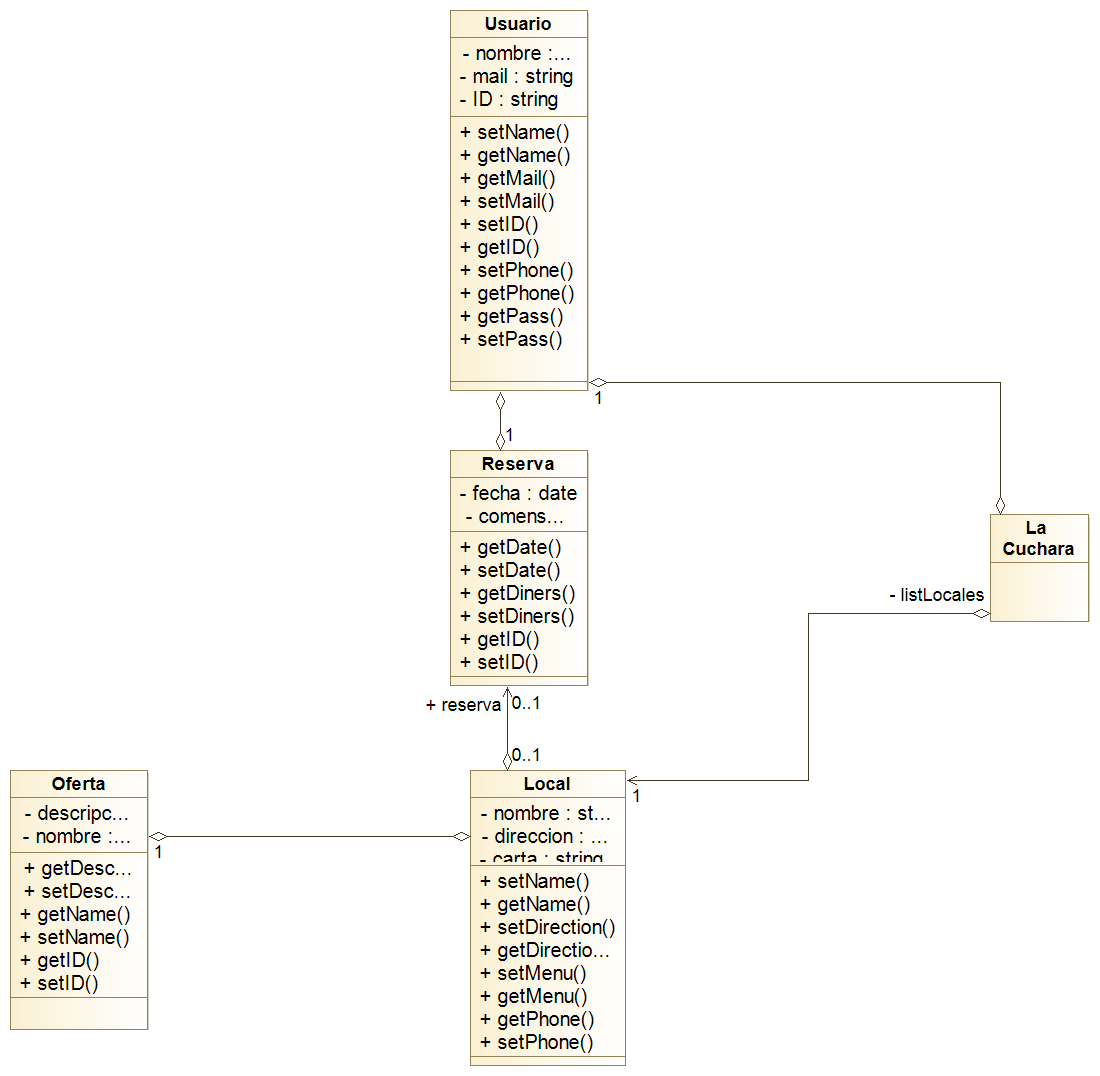 Usuario
- nombre :...
- mail : string
- ID : string
+ setName()
+ getName()
+ getMail()
+ setMail()
+ setID()
+ getID()
+ setPhone()
+ getPhone()
+ getPass()
+ setPass()
1
1
Reserva
- fecha : date
- comens...
+ getDate()
+ setDate()
+ getDiners()
+ setDiners()
+ getID()
+ setID()
La
Cuchara
- listLocales
+ reserva
0..1
0..1
1
Oferta
- descripc...
- nombre :...
+ getDesc...
+ setDesc...
+ getName()
+ setName()
+ getID()
+ setID()
1
Local
- nombre : st...
- direccion : ...
- carta : string
+ setName()
+ getName()
+ setDirection()
+ getDirectio...
+ setMenu()
+ getMenu()
+ getPhone()
+ setPhone()